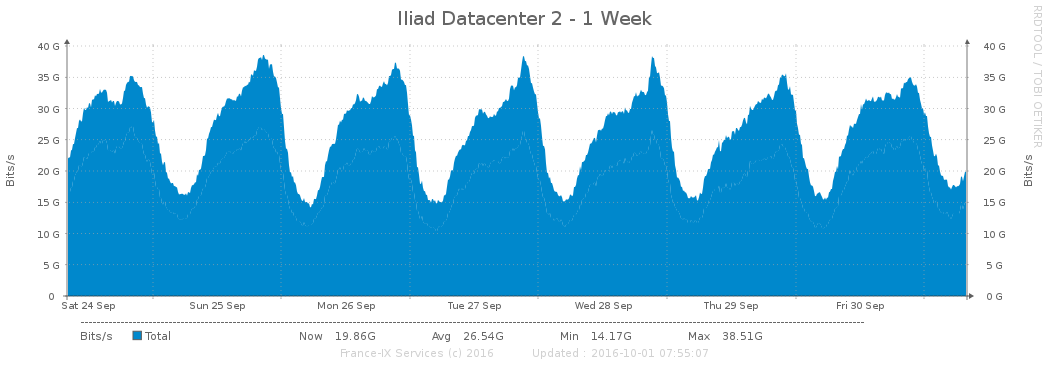 Iliad Datacenter 2 - 1 Week
RRDTOOL / TOBI OETIKER
Bits/s
40 G
35 G
30 G
25 G
20 G
15 G
10 G
5 G
0
40 G
35 G
30 G
25 G
20 G
15 G
10 G
5 G
0 G
Bits/s
Sat 24 Sep Sun 25 Sep Mon 26 Sep Tue 27 Sep Wed 28 Sep Thu 29 Sep Fri 30 Sep
Bits/s Total Now 19.86G Avg 26.54G Min 14.17G Max 38.51G
France-IX Services (c) 2016 Updated : 2016-10-01 07:55:07